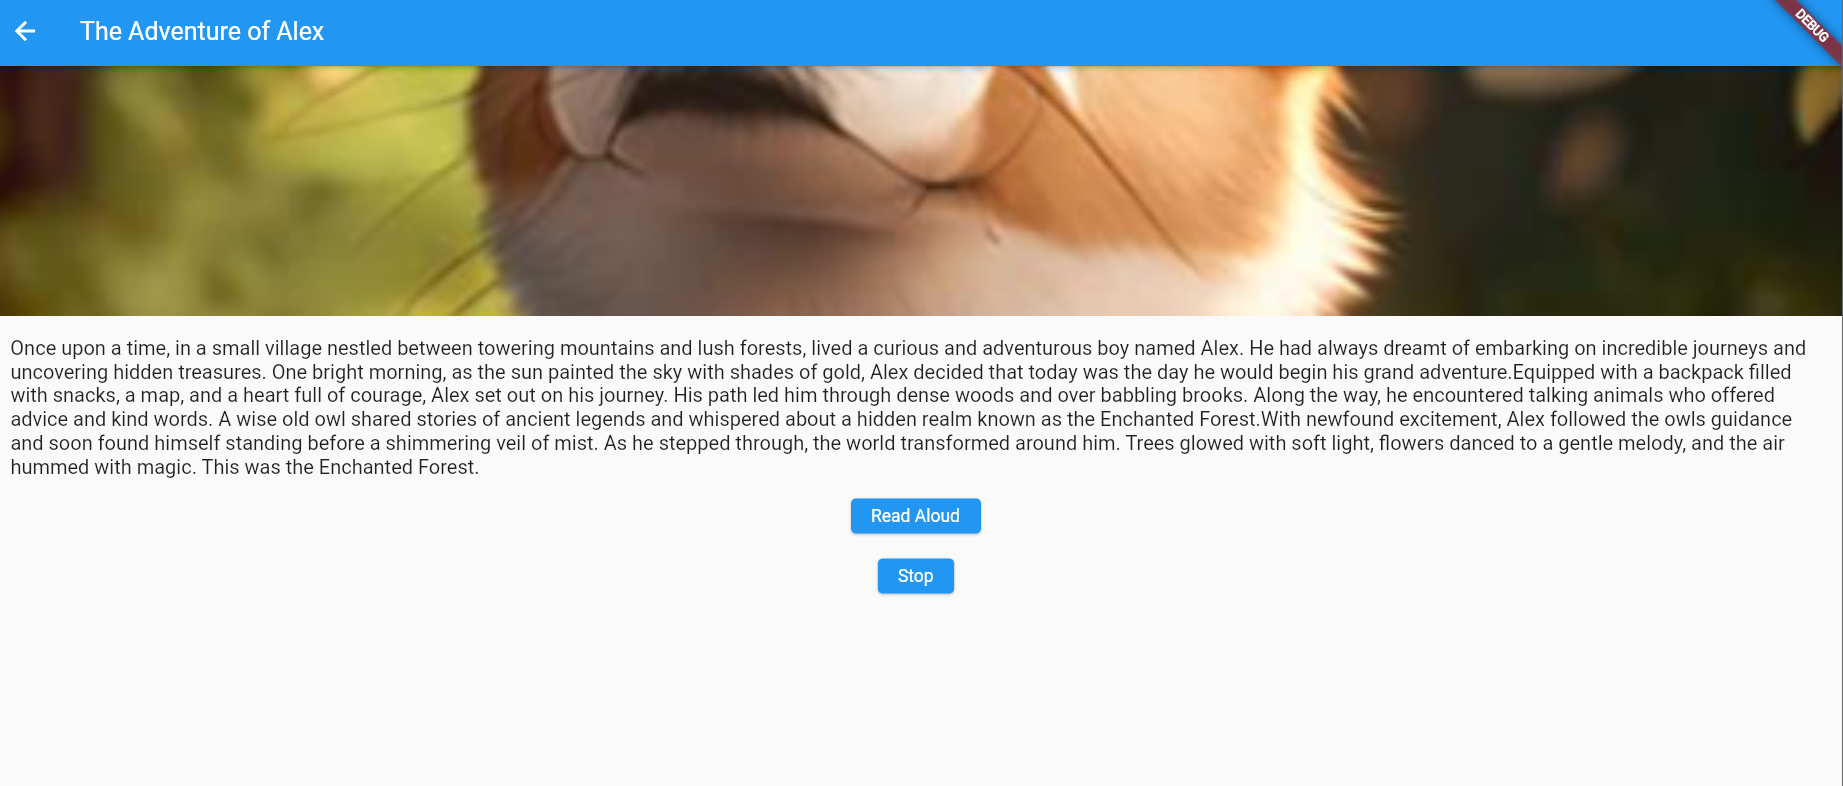 The Adventure of Alex
DEBUG
Once upon a time, in a small village nestled between towering mountains and lush forests, lived a curious and adventurous boy named Alex. He had always dreamt of embarking on incredible journeys and
uncovering hidden treasures. One bright morning, as the sun painted the sky with shades of gold, Alex decided that today was the day he would begin his grand adventure.Equipped with a backpack filled
with snacks, a map, and a heart full of courage, Alex set out on his journey. His path led him through dense woods and over babbling brooks. Along the way, he encountered talking animals who offered
advice and kind words. A wise old owl shared stories of ancient legends and whispered about a hidden realm known as the Enchanted Forest.With newfound excitement, Alex followed the owls guidance
and soon found himself standing before a shimmering veil of mist. As he stepped through, the world transformed around him. Trees glowed with soft light, flowers danced to a gentle melody, and the air
hummed with magic. This was the Enchanted Forest.
Read Aloud
Stop